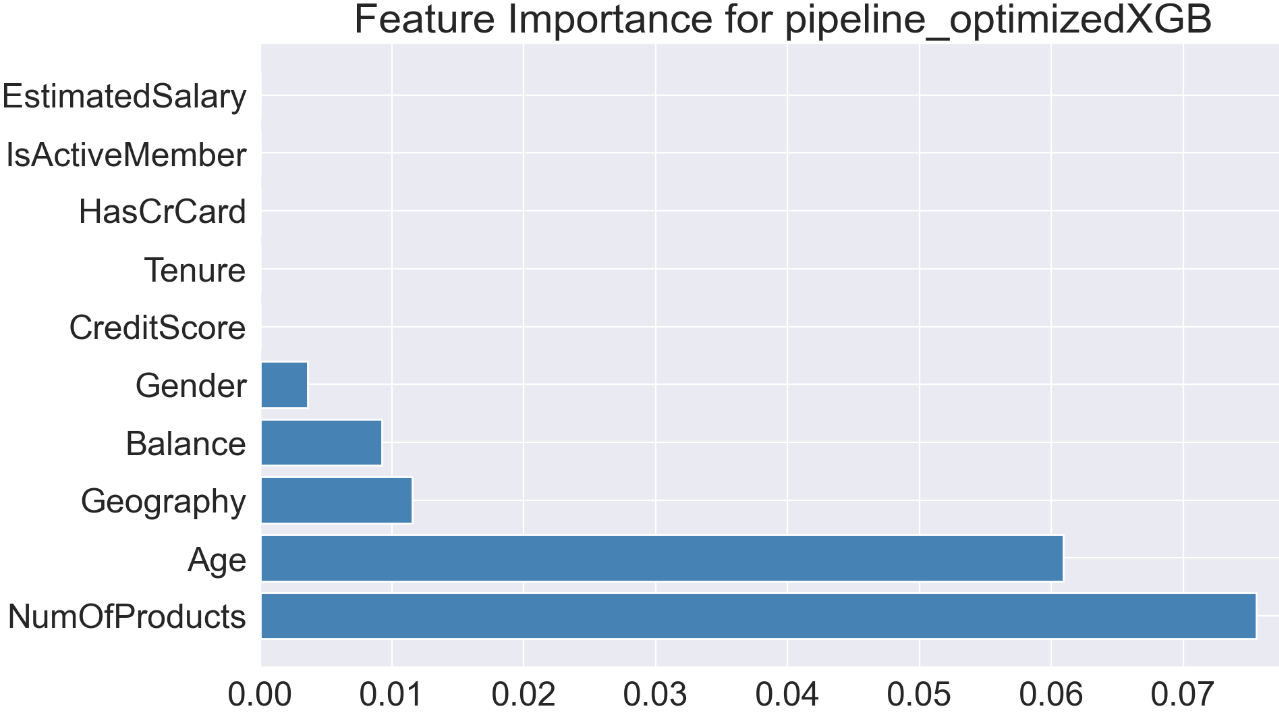 Feature Importance for pipeline_optimizedXGB
EstimatedSalary
IsActiveMember
HasCrCard
Tenure
CreditScore
Gender
Balance
Geography
Age
NumOfProducts
0.00 0.01 0.02 0.03 0.04 0.05 0.06 0.07